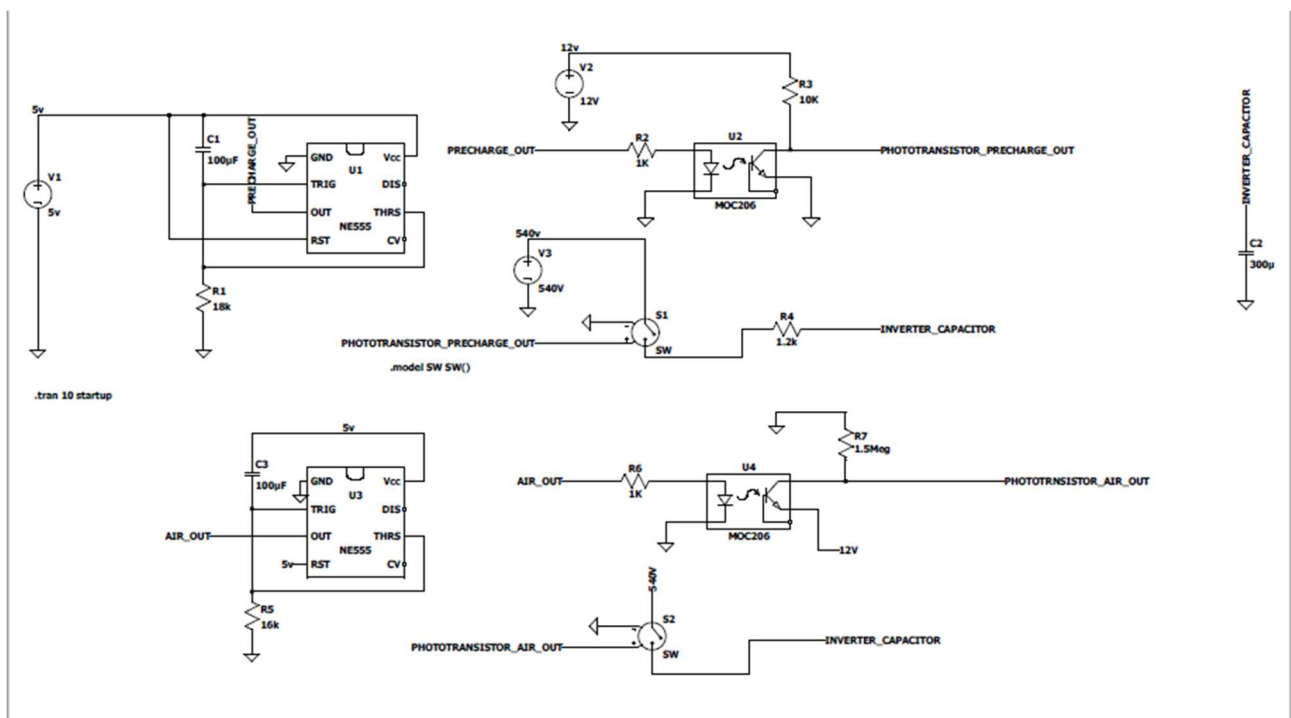 12v
V2
12V
R3
10K
5v
C1
100µF
PRECHARGE_OUT
GND
Vcc
U1
TRIG
DIS
OUT
THRS
NE555
RST
CV
V1
5v
R1
18k
PRECHARGE_OUT
R2
1K
U2
MOC206
PHOTOTRANSISTOR_PRECHARGE_OUT
INVERTER_CAPACITOR
C2
300µ
540v
V3
540V
S1
SW
PHOTOTRANSISTOR_PRECHARGE_OUT
.model SW SW()
R4
1.2k
INVERTER_CAPACITOR
.tran 10 startup
5v
C3
100µF
GND
Vcc
U3
TRIG
DIS
AIR_OUT
OUT
THRS
NE555
5v
RST
CV
R5
16k
R7
1.5Meg
AIR_OUT
R6
1K
U4
MOC206
PHOTOTRNSISTOR_AIR_OUT
12V
540V
S2
SW
PHOTOTRANSISTOR_AIR_OUT
INVERTER_CAPACITOR